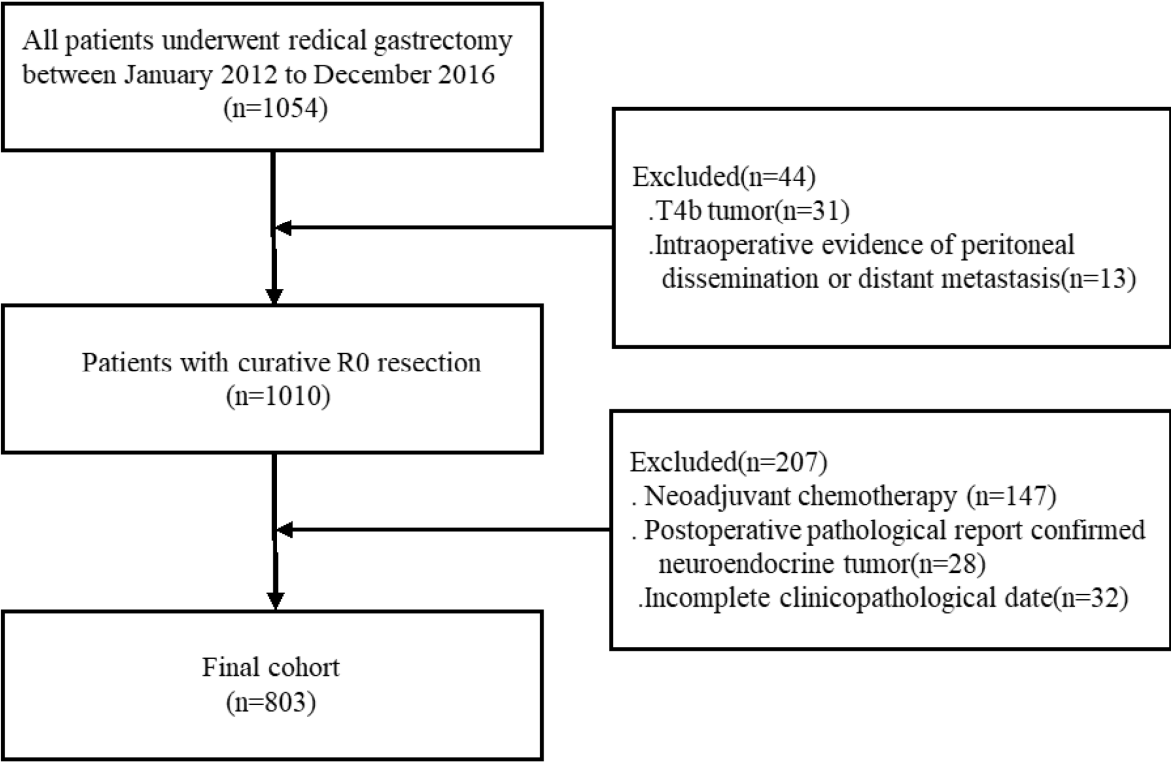 All patients underwent redical gastrectomy
between January 2012 to December 2016
(n=1054)
Excluded(n=44)
.T4b tumor(n=31)
.Intraoperative evidence of peritoneal
dissemination or distant metastasis(n=13)
Patients with curative R0 resection
(n=1010)
Excluded(n=207)
. Neoadjuvant chemotherapy (n=147)
. Postoperative pathological report confirmed
neuroendocrine tumor(n=28)
.Incomplete clinicopathological date(n=32)
Final cohort
(n=803)